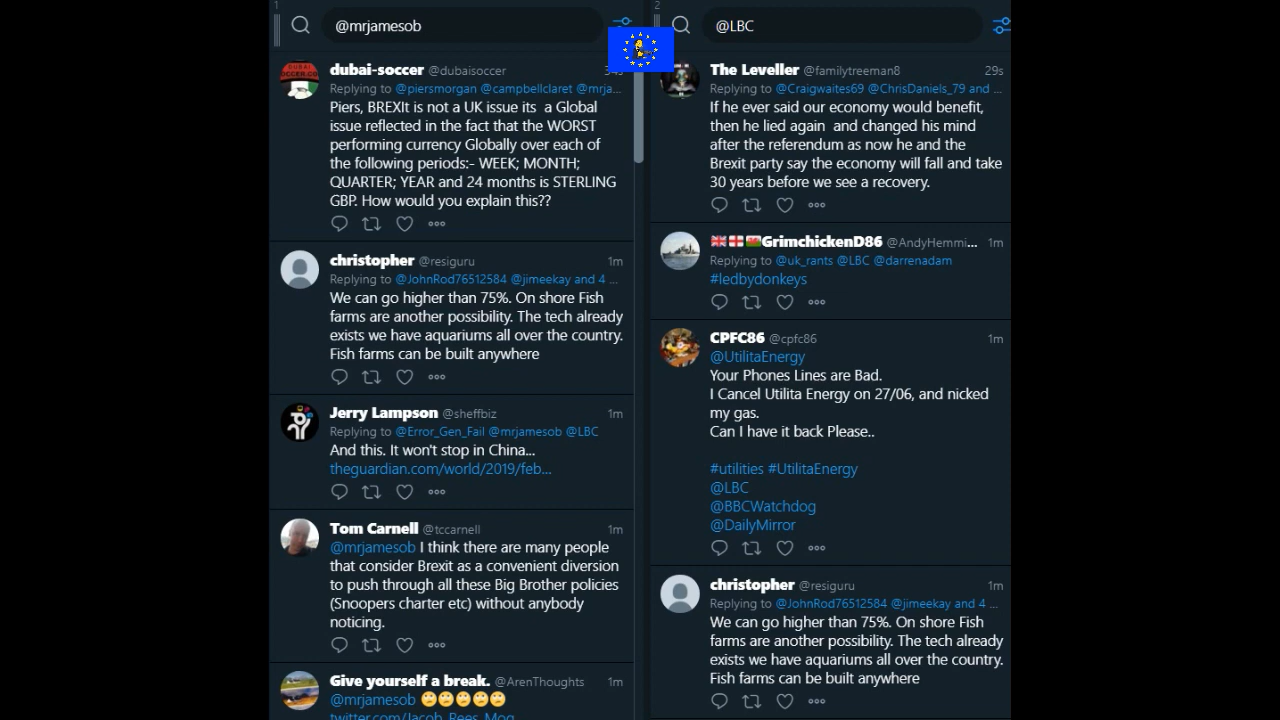 1
@mrjamesob
dubai-soccer @dubaisoccer
Replying to @piersmorgan @campbellclaret @mrja...
Piers, BREXIt is not a UK issue its a Global
issue reflected in the fact that the WORST
performing currency Globally over each of
the following periods:- WEEK; MONTH;
QUARTER; YEAR and 24 months is STERLING
GBP. How would you explain this??
christopher @resiguru 1m
Replying to @JohnRod76512584 @jimeekay and 4 ...
We can go higher than 75%. On shore Fish
farms are another possibility. The tech already
exists we have aquariums all over the country.
Fish farms can be built anywhere
Jerry Lampson @sheffbiz 1m
Replying to @Error_Gen_Fail @mrjamesob @LBC
And this. It won't stop in China...
theguardian.com/world/2019/feb...
Tom Carnell @tccarnell 1m
@mrjamesob I think there are many people
that consider Brexit as a convenient diversion
to push through all these Big Brother policies
(Snoopers charter etc) without anybody
noticing.
Give yourself a break. @ArenThoughts 1m
@mrjamesob 🙄🙄🙄🙄🙄
twitter.com/Jacob_Rees_Mog
2
@LBC
The Leveller @familytreeman8 29s
Replying to @Craigwaites69 @ChrisDaniels_79 and ...
If he ever said our economy would benefit,
then he lied again and changed his mind
after the referendum as now he and the
Brexit party say the economy will fall and take
30 years before we see a recovery.
GrimchickenD86 @AndyHemmi... 1m
Replying to @uk_rants @LBC @darrenadam
#ledbydonkeys
CPFC86 @cpfc86 1m
@UtilitaEnergy
Your Phones Lines are Bad.
I Cancel Utilita Energy on 27/06, and nicked
my gas.
Can I have it back Please..
#utilities #UtilitaEnergy
@LBC
@BBCWatchdog
@DailyMirror
christopher @resiguru 1m
Replying to @JohnRod76512584 @jimeekay and 4 ...
We can go higher than 75%. On shore Fish
farms are another possibility. The tech already
exists we have aquariums all over the country.
Fish farms can be built anywhere